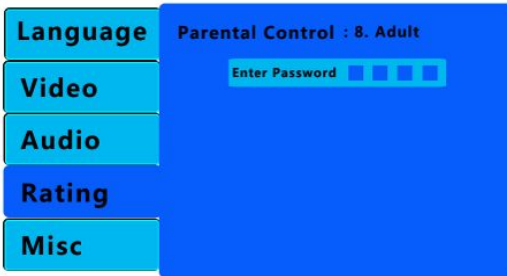 Language
Video
Audio
Rating
Misc
Parental Control : 8. Adult
Enter Password